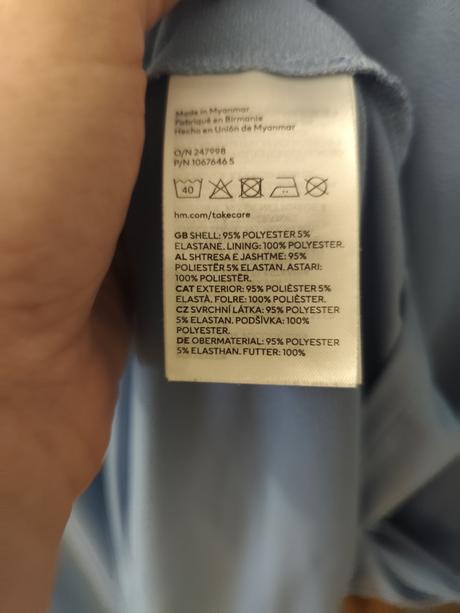 Made in Myanmar
Fabriqué en Birmanie
Hecho en Unión de Myanmar
O/N 247998
P/N 1067646 5
40
hm.com/takecare
GB SHELL: 95% POLYESTER 5%
ELASTANE. LINING: 100% POLYESTER.
AL SHTRESA E JASHTME: 95%
POLIESTËR 5% ELASTAN. ASTARI:
100% POLIESTËR.
CAT EXTERIOR: 95% POLIÈSTER 5%
ELASTÀ. FOLRE: 100% POLIÈSTER.
CZ SVRCHNÍ LÁTKA: 95% POLYESTER
5% ELASTAN. PODŠÍVKA: 100%
POLYESTER.
DE OBERMATERIAL: 95% POLYESTER
5% ELASTHAN. FUTTER: 100%